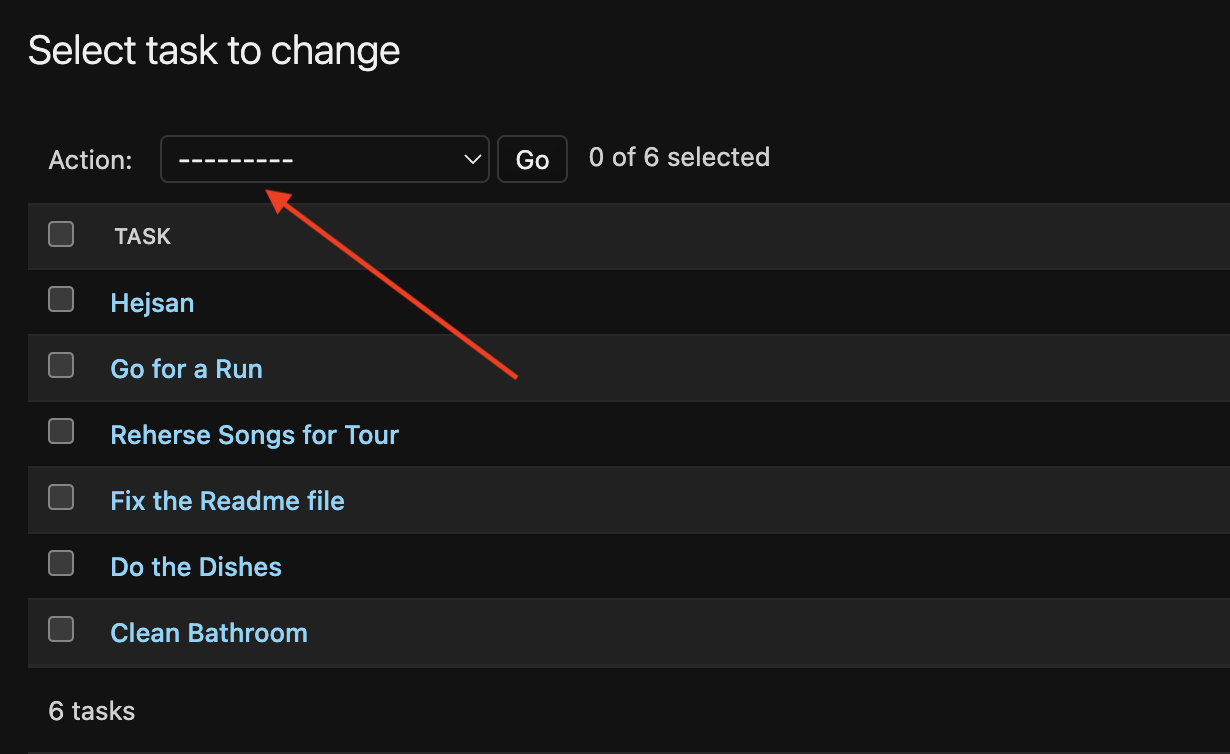 Select task to change
Action: --------- Go 0 of 6 selected
TASK
Hejsan
Go for a Run
Reherse Songs for Tour
Fix the Readme file
Do the Dishes
Clean Bathroom
6 tasks